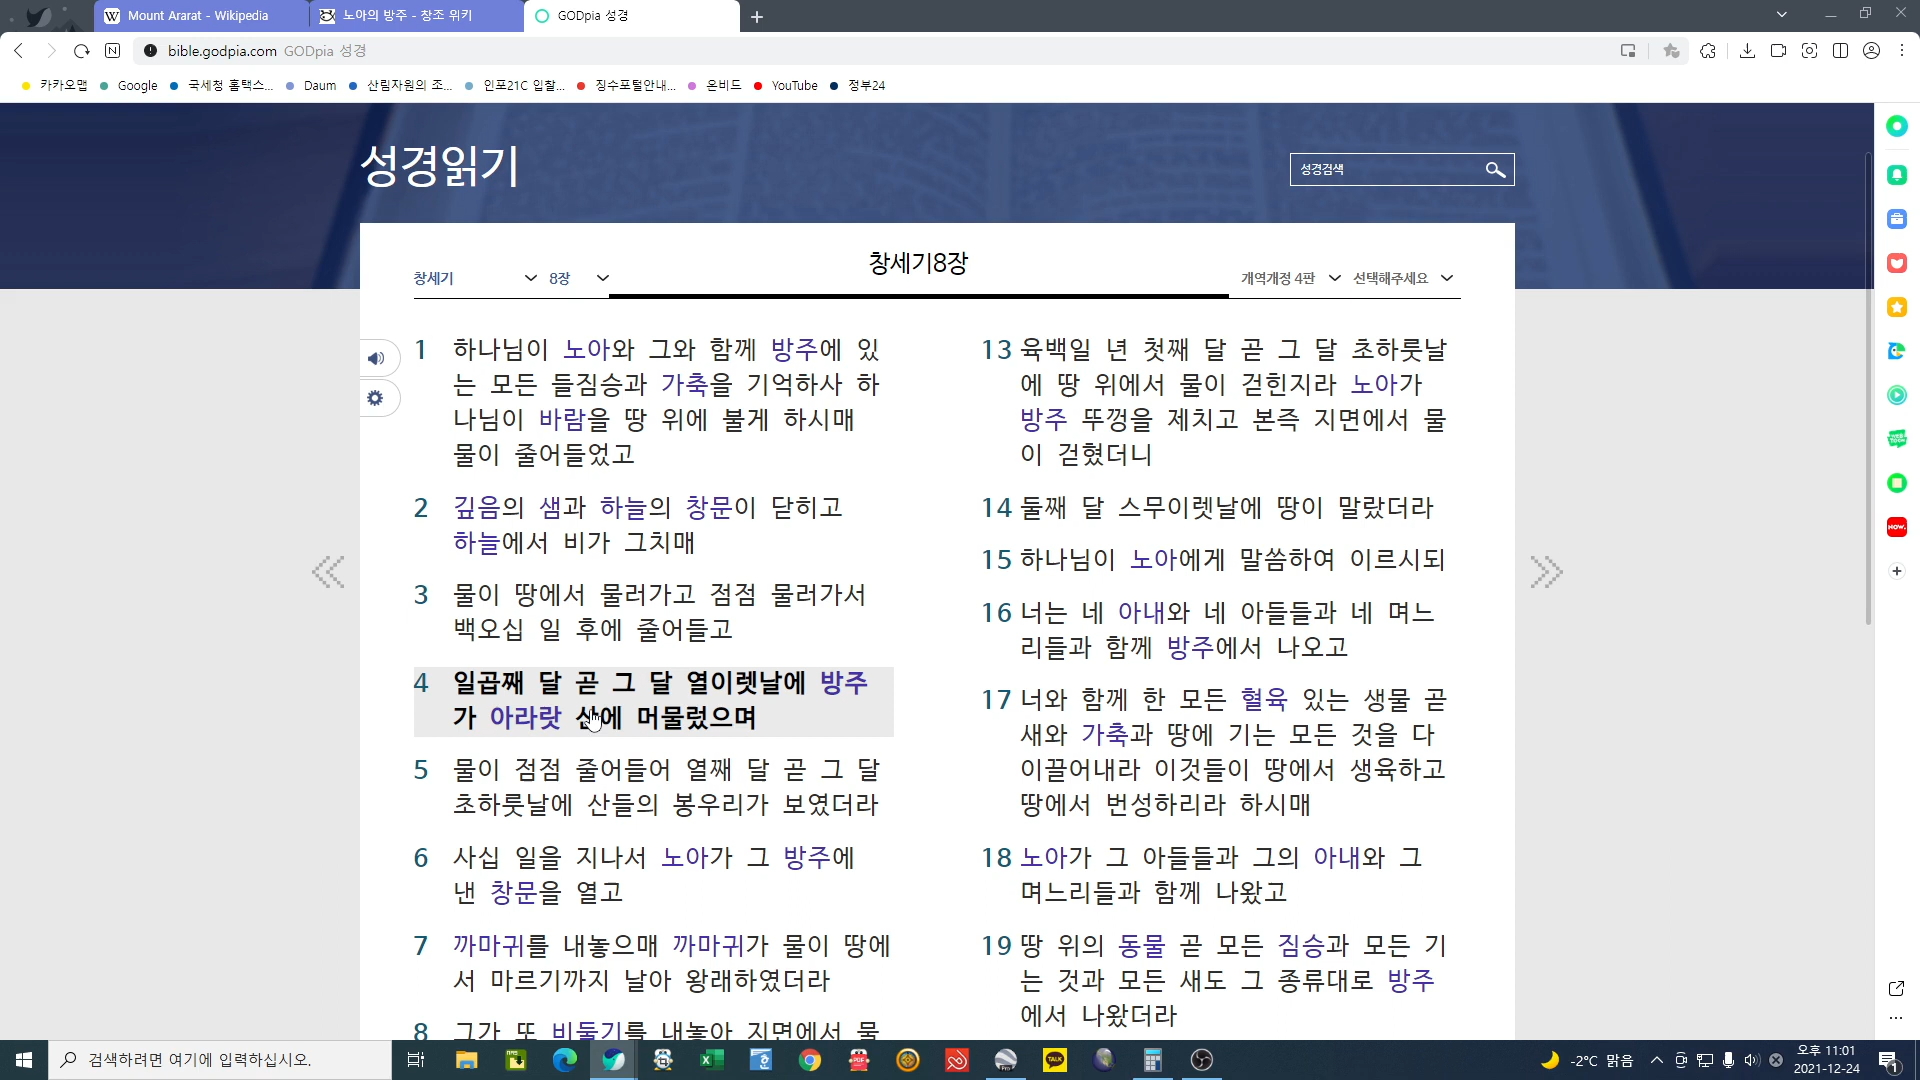 Mount Ararat - Wikipedia
노아의 방주 - 창조 위키
GODpia 성경
bible.godpia.com GODpia 성경
카카오맵 Google 국세청 홈택스... Daum 산림자원의 조... 인포21C 입찰... 징수포털안내... 온비드 YouTube 정부24
성경읽기
성경검색
창세기8장
창세기 8장
개역개정 4판 선택해주세요
1 하나님이 노아와 그와 함께 방주에 있
는 모든 들짐승과 가축을 기억하사 하
나님이 바람을 땅 위에 불게 하시매
물이 줄어들었고
2 깊음의 샘과 하늘의 창문이 닫히고
하늘에서 비가 그치매
3 물이 땅에서 물러가고 점점 물러가서
백오십 일 후에 줄어들고
4 일곱째 달 곧 그 달 열이렛날에 방주
가 아라랏 산에 머물렀으며
5 물이 점점 줄어들어 열째 달 곧 그 달
초하룻날에 산들의 봉우리가 보였더라
6 사십 일을 지나서 노아가 그 방주에
낸 창문을 열고
7 까마귀를 내놓으매 까마귀가 물이 땅에
서 마르기까지 날아 왕래하였더라
8 그가 또 비둘기를 내놓아 지면에서 물
13 육백일 년 첫째 달 곧 그 달 초하룻날
에 땅 위에서 물이 걷힌지라 노아가
방주 뚜껑을 제치고 본즉 지면에서 물
이 걷혔더니
14 둘째 달 스무이렛날에 땅이 말랐더라
15 하나님이 노아에게 말씀하여 이르시되
16 너는 네 아내와 네 아들들과 네 며느
리들과 함께 방주에서 나오고
17 너와 함께 한 모든 혈육 있는 생물 곧
새와 가축과 땅에 기는 모든 것을 다
이끌어내라 이것들이 땅에서 생육하고
땅에서 번성하리라 하시매
18 노아가 그 아들들과 그의 아내와 그
며느리들과 함께 나왔고
19 땅 위의 동물 곧 모든 짐승과 모든 기
는 것과 모든 새도 그 종류대로 방주
에서 나왔더라
NOW.
검색하려면 여기에 입력하십시오.
TALK
-2°C 맑음
오후 11:01
2021-12-24
1